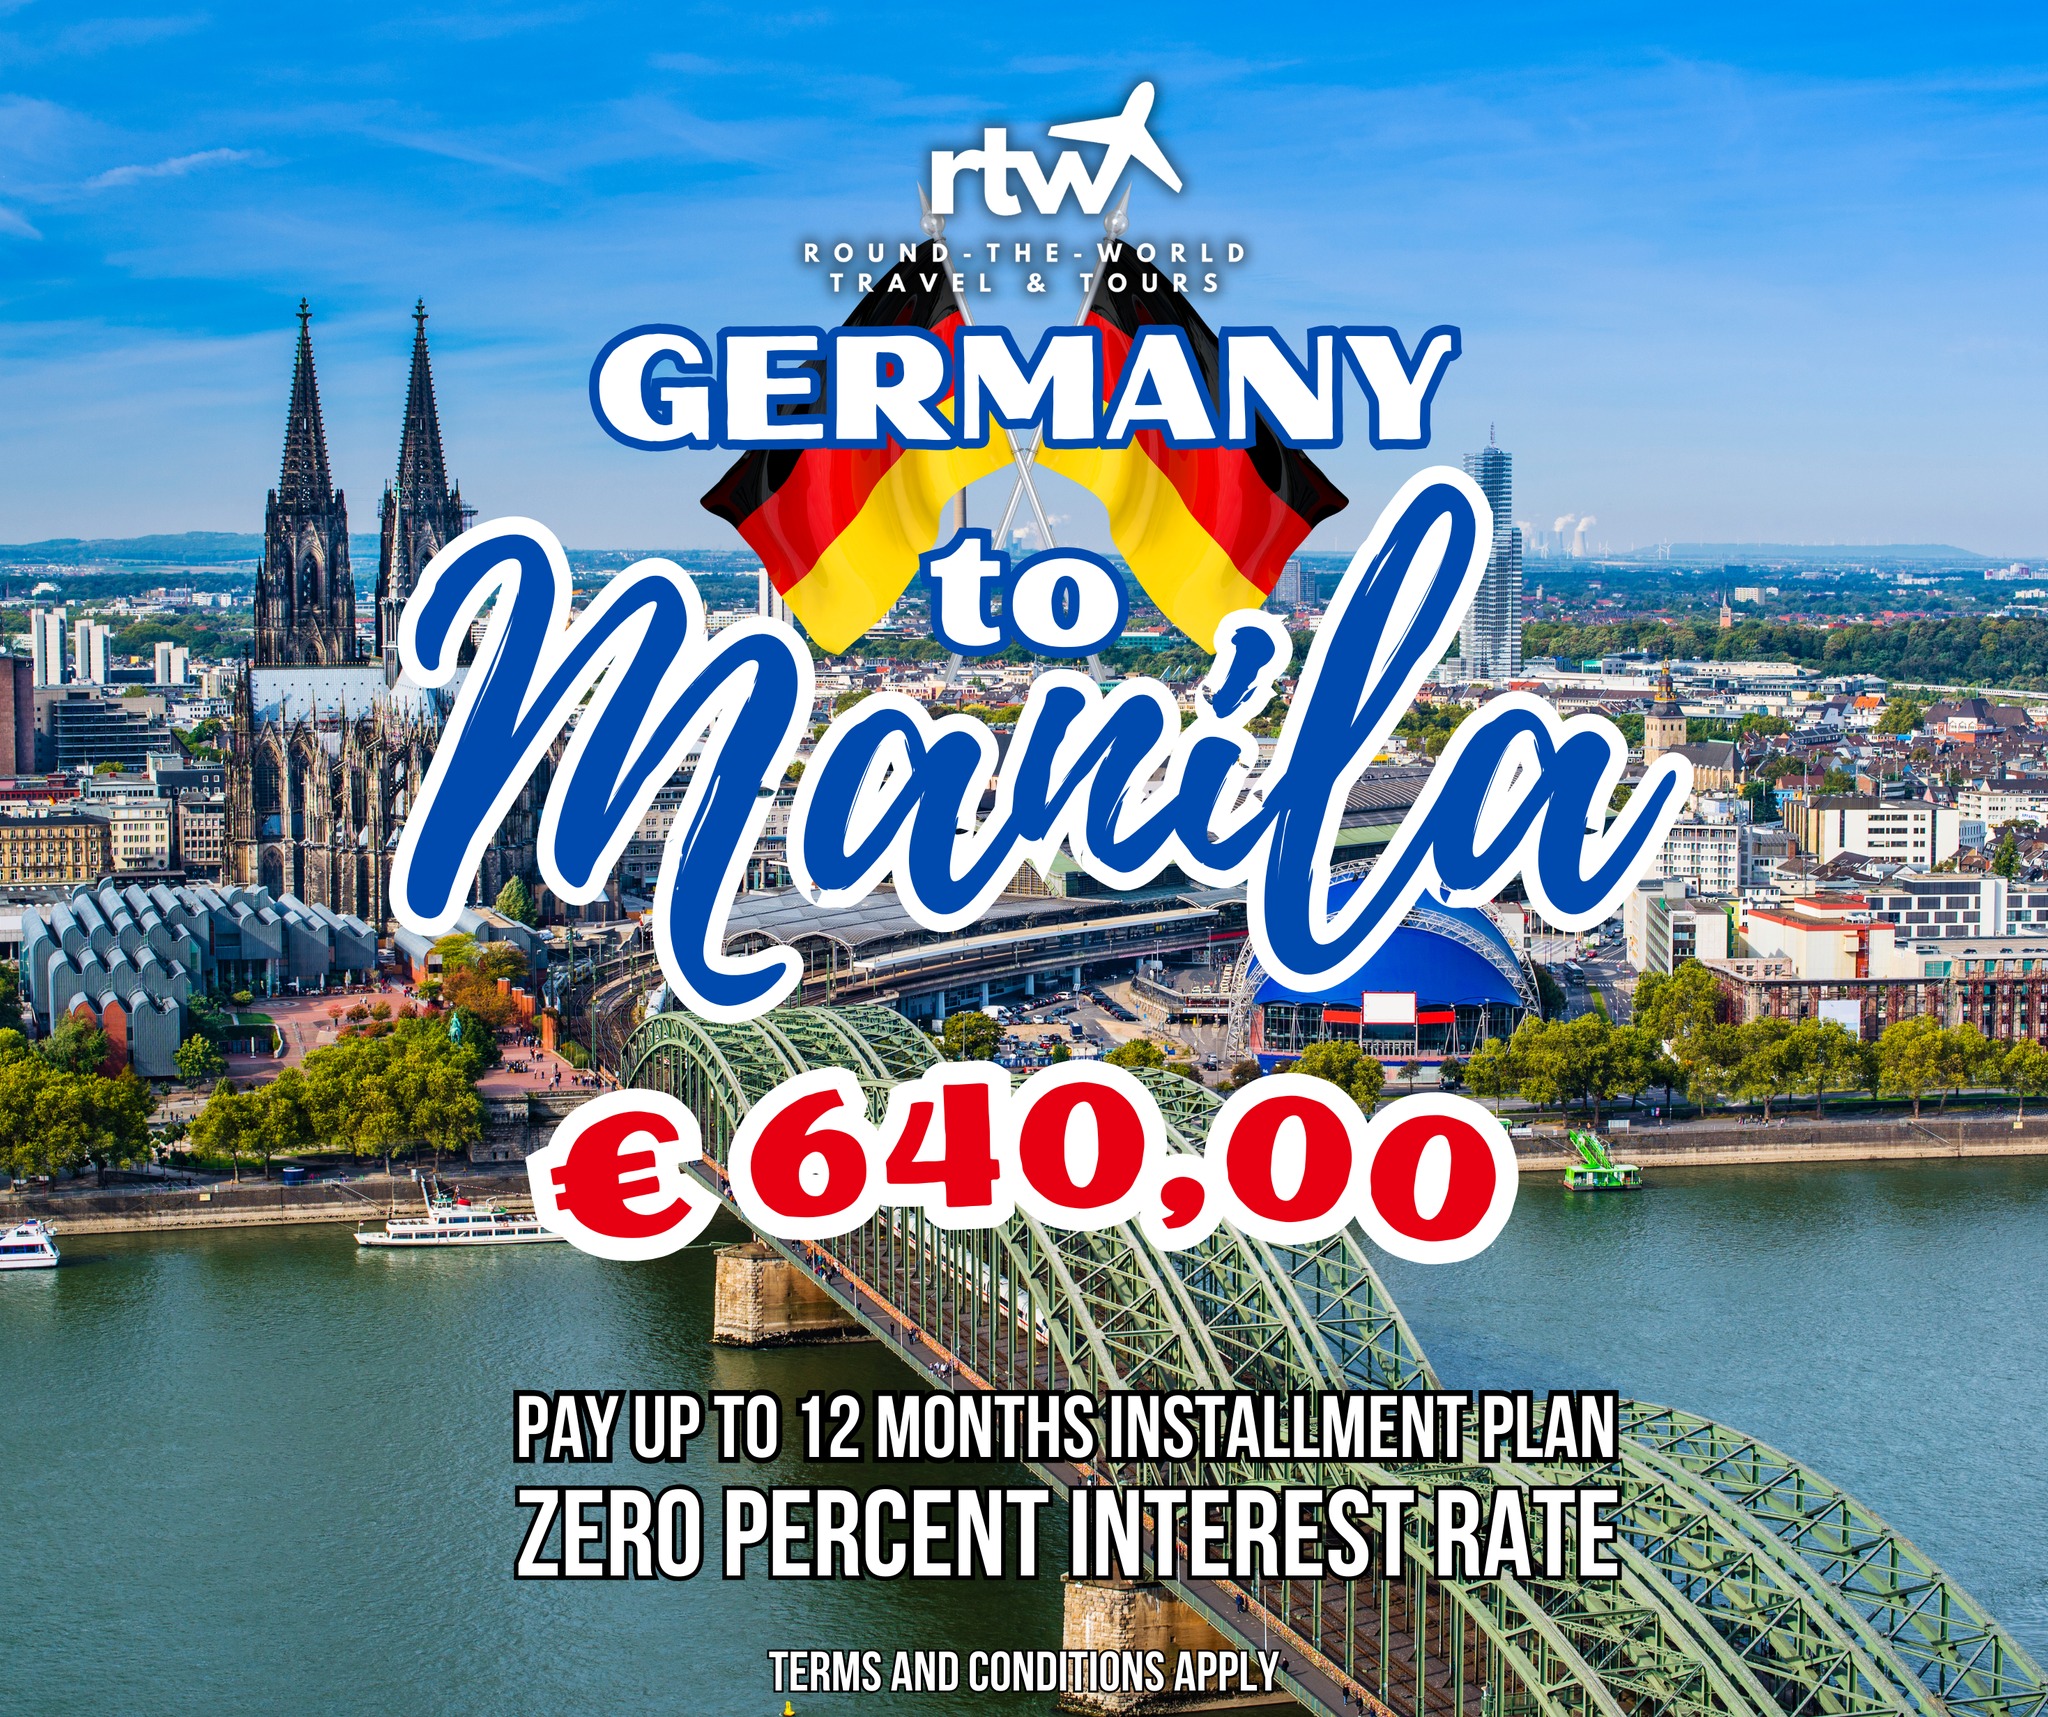 rtw
ROUND-THE-WORLD
TRAVEL & TOURS
GERMANY
to
Manila
€ 640,00
PAY UP TO 12 MONTHS INSTALLMENT PLAN
ZERO PERCENT INTEREST RATE
TERMS AND CONDITIONS APPLY